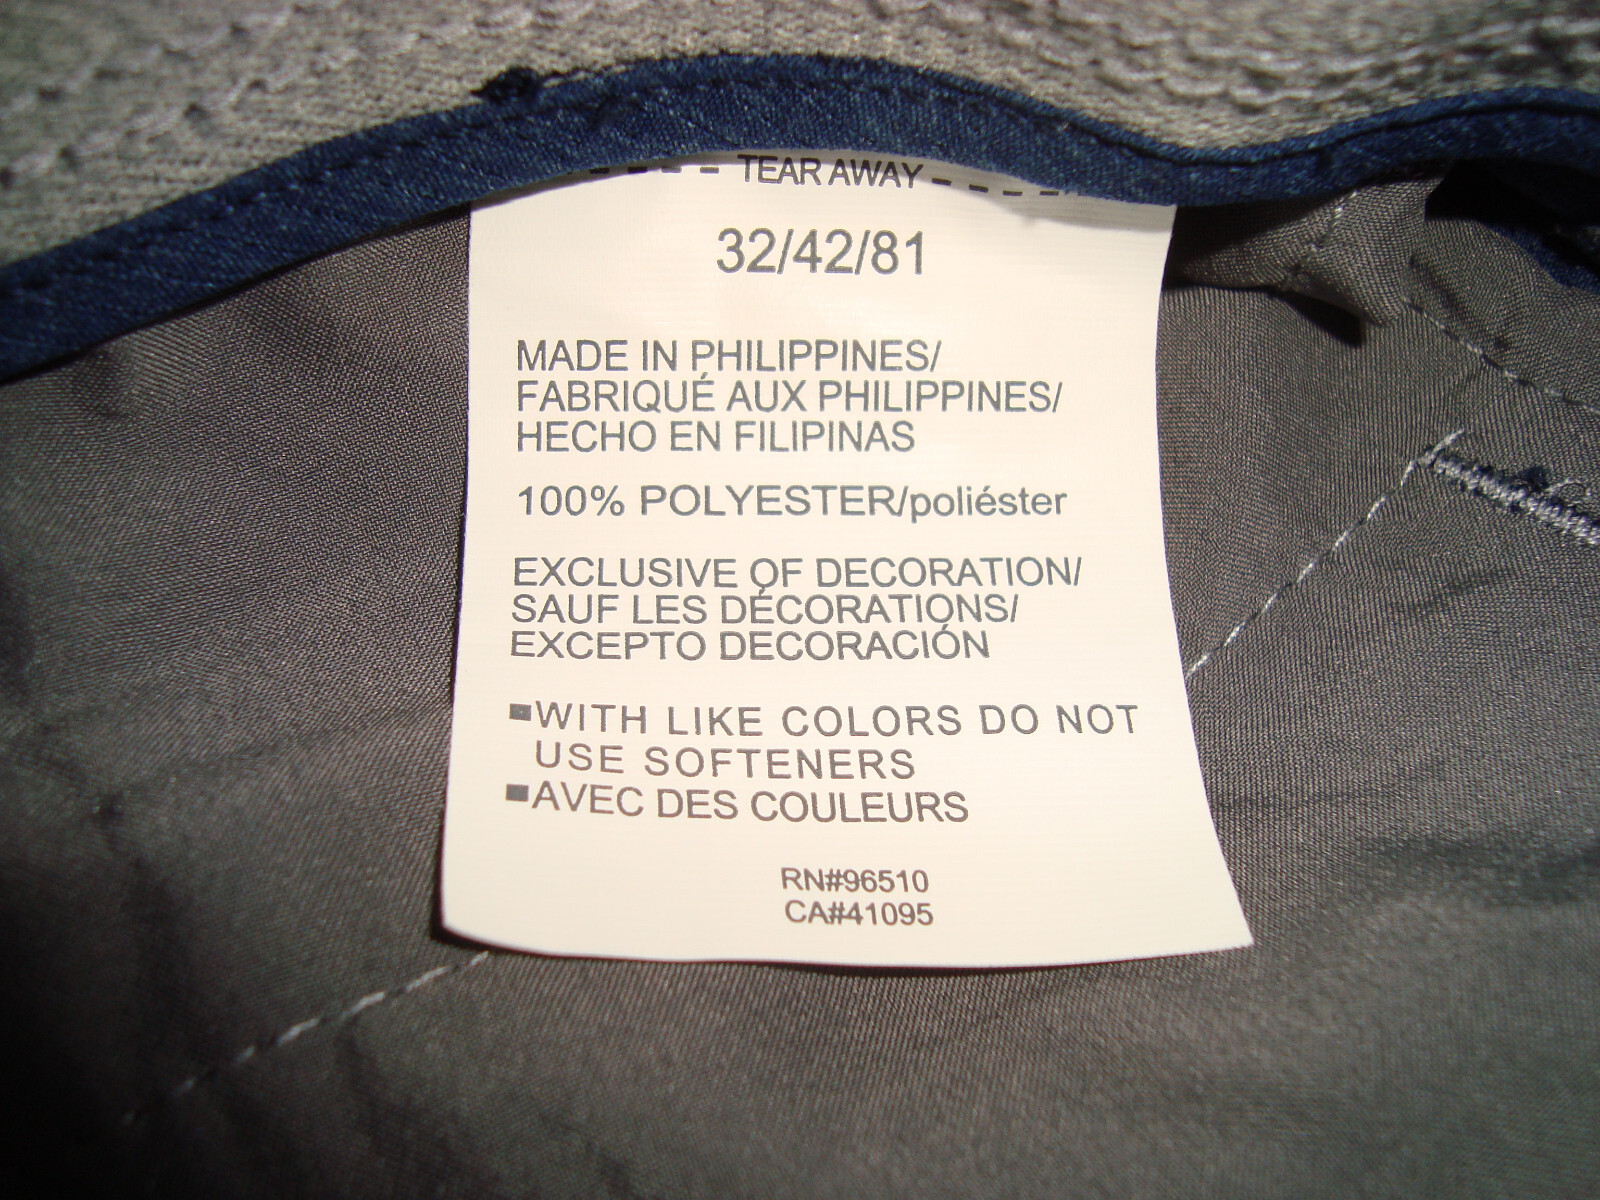 - - - - TEAR AWAY - - - - -
32/42/81
MADE IN PHILIPPINES/
FABRIQUÉ AUX PHILIPPINES/
HECHO EN FILIPINAS
100% POLYESTER/poliéster
EXCLUSIVE OF DECORATION/
SAUF LES DÉCORATIONS/
EXCEPTO DECORACIÓN
▪WITH LIKE COLORS DO NOT
USE SOFTENERS
▪AVEC DES COULEURS
RN#96510
CA#41095